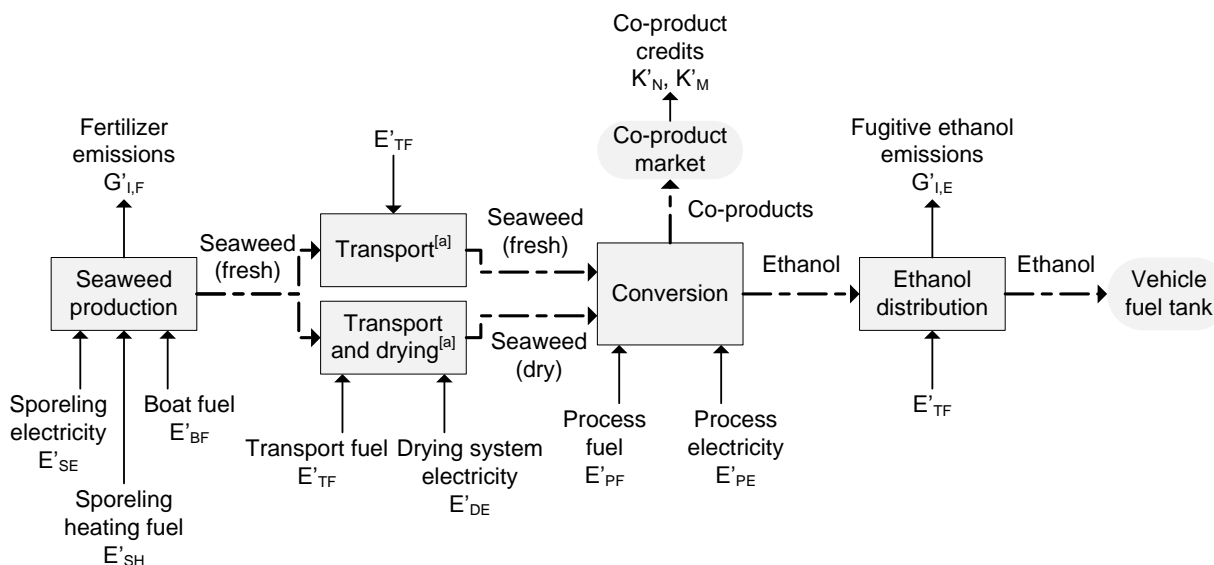 Co-product
credits
K'N, K'M
Fertilizer
emissions
G'I,F
E'TF
Co-product
market
Fugitive ethanol
emissions
G'I,E
Co-products
Seaweed
(fresh)
Transport[a]
Seaweed
(fresh)
Seaweed
production
Conversion
Ethanol
Ethanol
distribution
Ethanol
Vehicle
fuel tank
Transport
and drying[a]
Seaweed
(dry)
Sporeling
electricity
E'SE
Boat fuel
E'BF
Sporeling
heating fuel
E'SH
Transport fuel
E'TF
Drying system
electricity
E'DE
Process
fuel
E'PF
Process
electricity
E'PE
E'TF